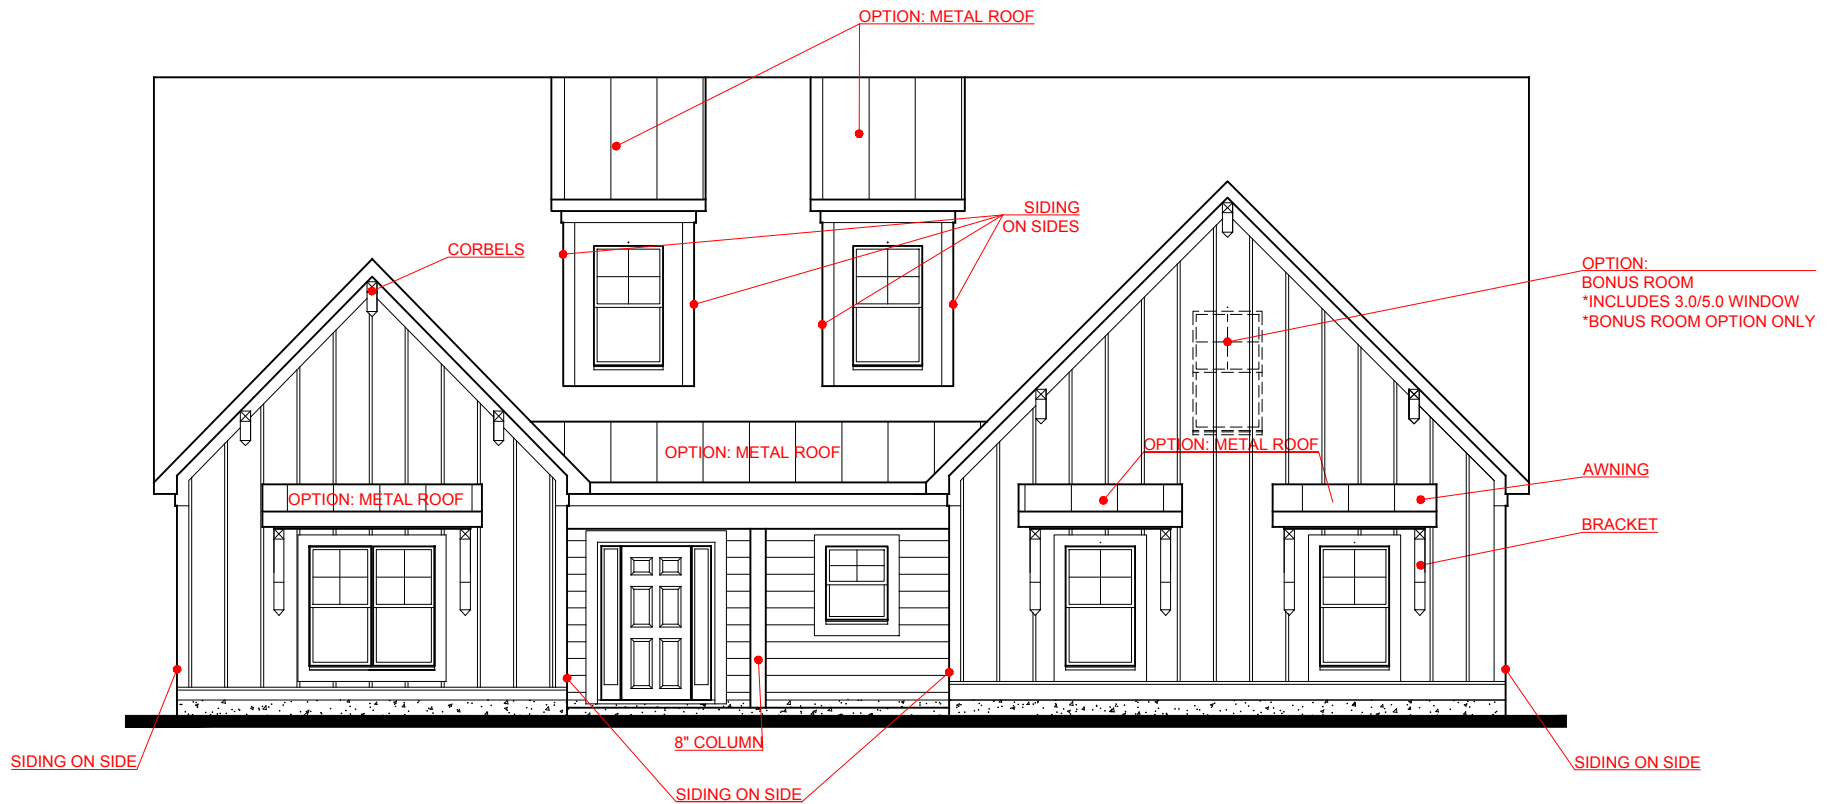 OPTION: METAL ROOF
SIDING
ON SIDES
CORBELS
OPTION:
BONUS ROOM
*INCLUDES 3.0/5.0 WINDOW
*BONUS ROOM OPTION ONLY
OPTION: METAL ROOF
OPTION: METAL ROOF
OPTION: METAL ROOF
AWNING
BRACKET
8" COLUMN
SIDING ON SIDE
SIDING ON SIDE
SIDING ON SIDE